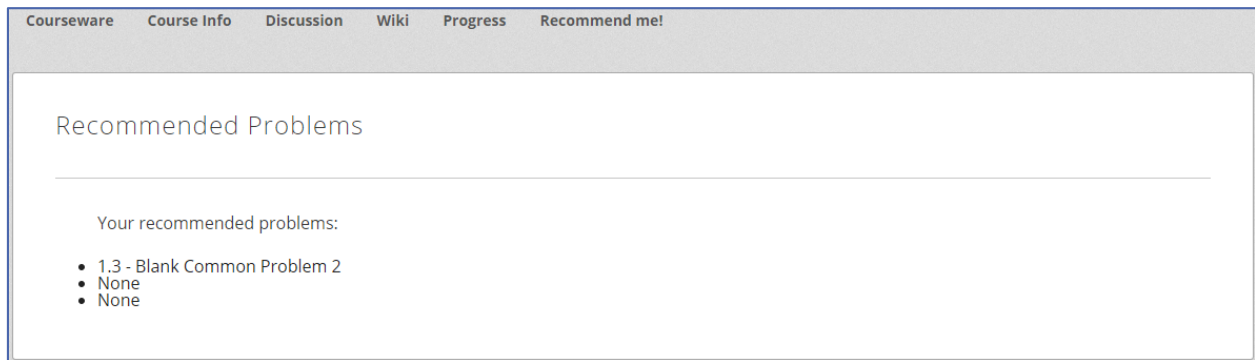 Courseware Course Info Discussion Wiki Progress Recommend me!
Recommended Problems
Your recommended problems:
• 1.3 - Blank Common Problem 2
• None
• None